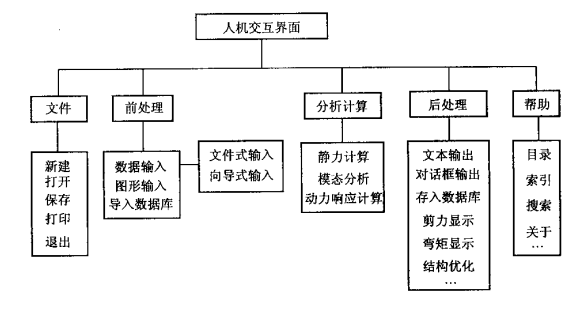 人机交互界面
文件
前处理
分析计算
后处理
帮助
新建
打开
保存
打印
退出
数据输入
图形输入
导入数据库
文件式输入
向导式输入
静力计算
模态分析
动力响应计算
文本输出
对话框输出
存入数据库
剪力显示
弯矩显示
结构优化
…
目录
索引
搜索
关于
…